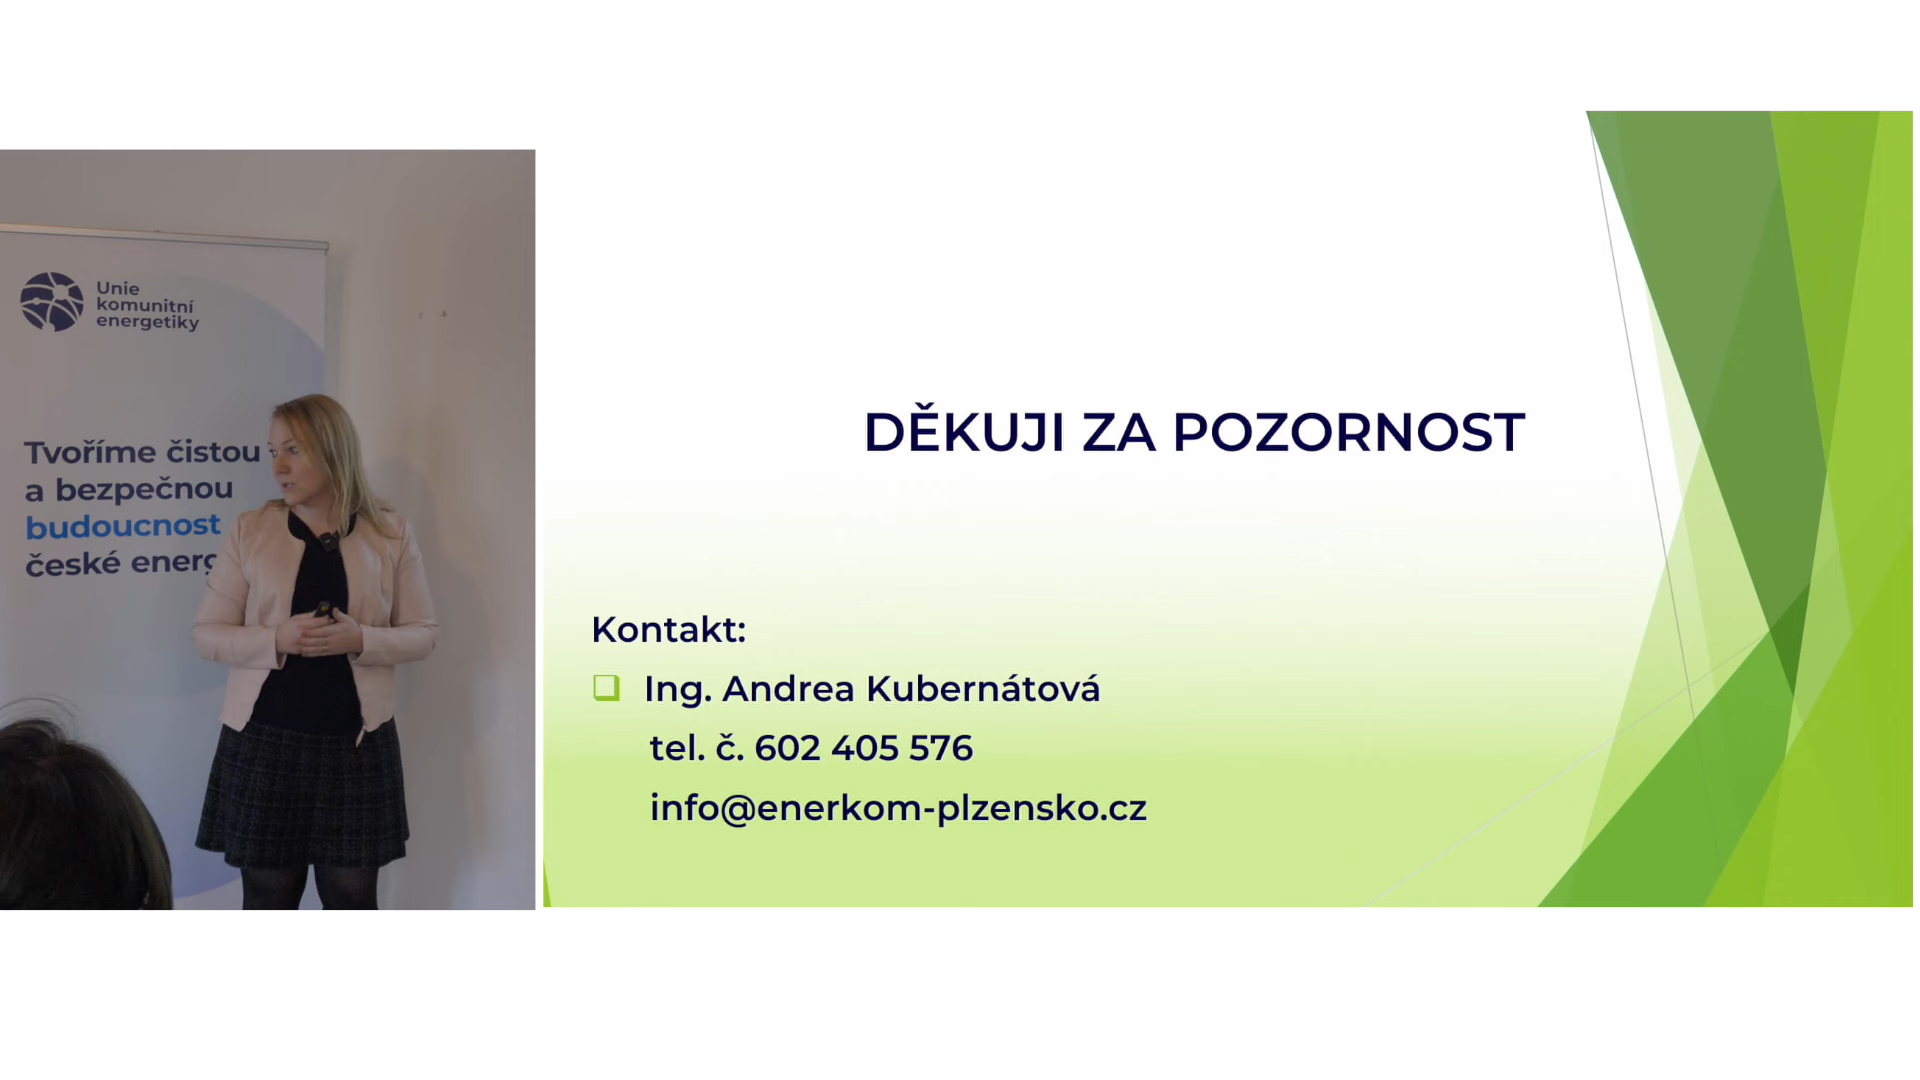 Unie
komunitní
energetiky
Tvoříme čistou
a bezpečnou
budoucnost
české energ
DĚKUJI ZA POZORNOST
Kontakt:
Ing. Andrea Kubernátová
tel. č. 602 405 576
info@enerkom-plzensko.cz